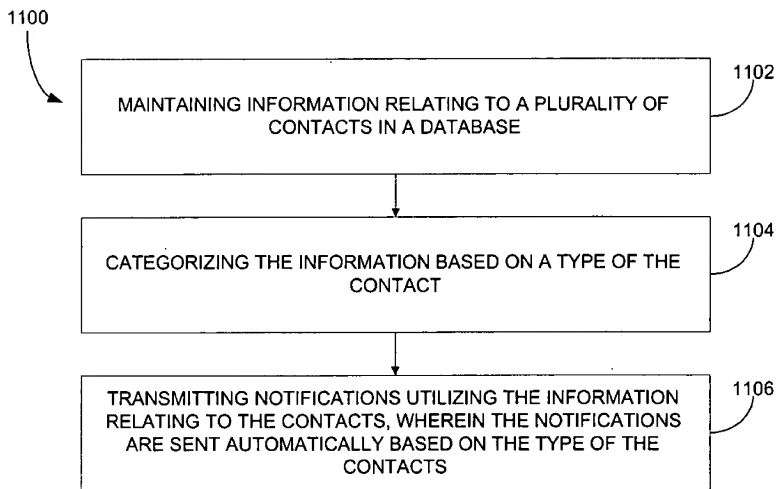 1100
1102
MAINTAINING INFORMATION RELATING TO A PLURALITY OF
CONTACTS IN A DATABASE
1104
CATEGORIZING THE INFORMATION BASED ON A TYPE OF THE
CONTACT
1106
TRANSMITTING NOTIFICATIONS UTILIZING THE INFORMATION
RELATING TO THE CONTACTS, WHEREIN THE NOTIFICATIONS
ARE SENT AUTOMATICALLY BASED ON THE TYPE OF THE
CONTACTS